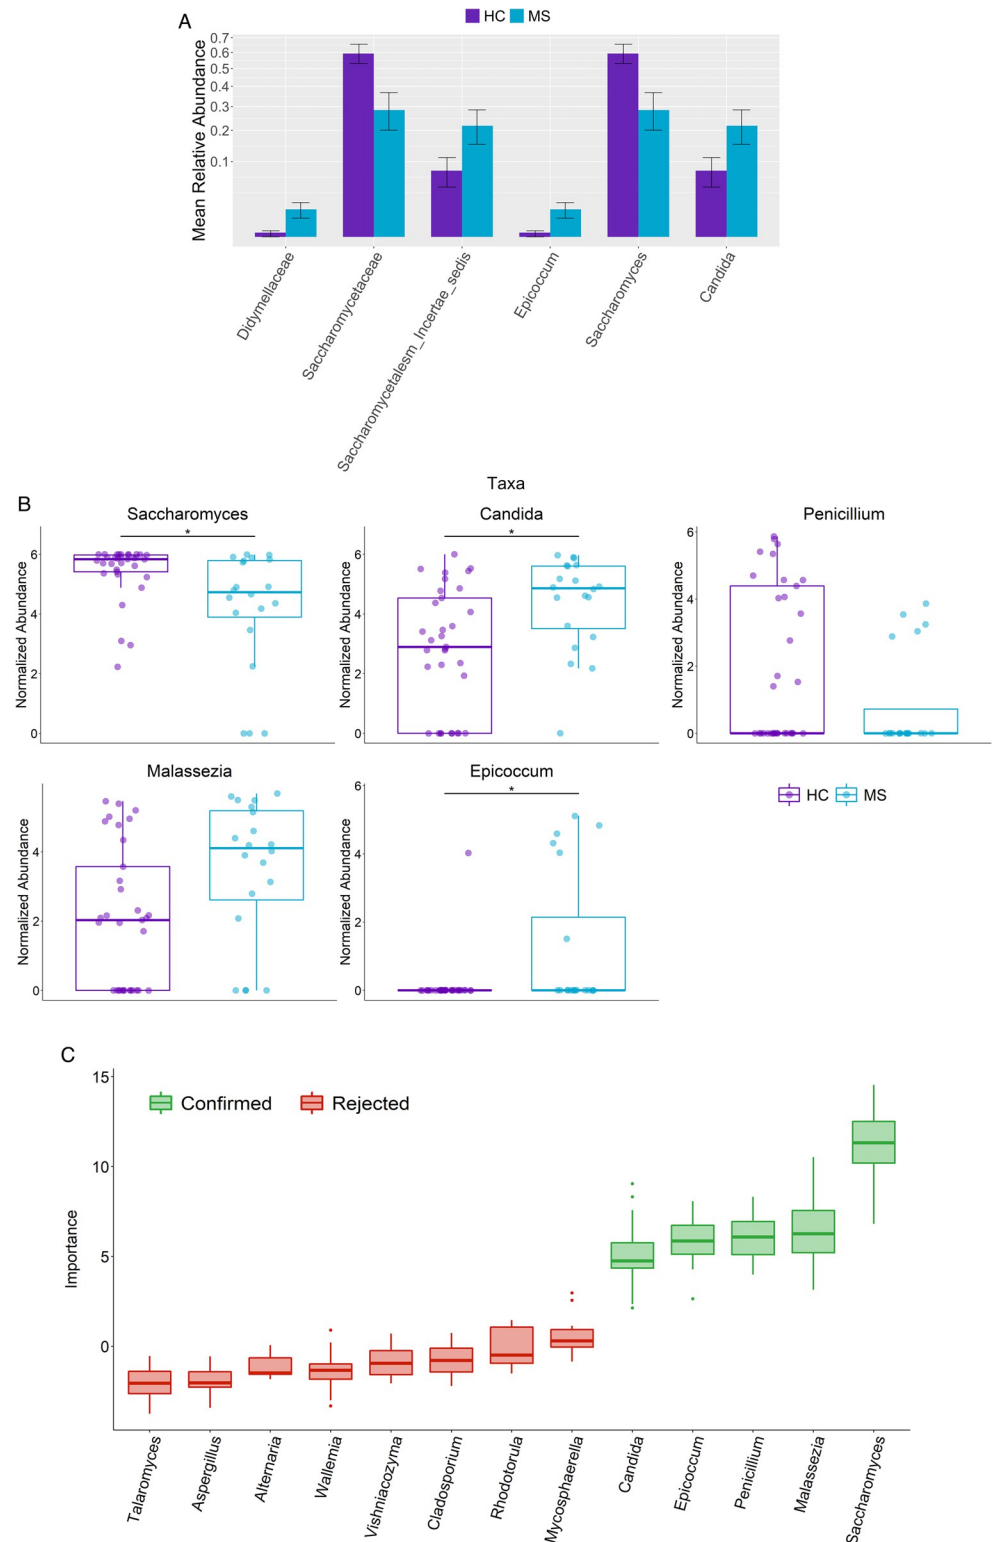 A
HC MS
Mean Relative Abundance
0.7
0.6
0.5
0.4
0.3
0.2
0.1
Didymellaceae
Saccharomycetaceae
Saccharomycetalesm_Incertae_sedis
Epicoccum
Saccharomyces
Candida
Taxa
B
Saccharomyces
*
Normalized Abundance
6
4
2
0
Candida
*
Normalized Abundance
6
4
2
0
Penicillium
Normalized Abundance
6
4
2
0
Malassezia
Normalized Abundance
4
2
0
Epicoccum
*
Normalized Abundance
6
4
2
0
HC MS
C
Confirmed Rejected
Importance
15
10
5
0
Talaromyces
Aspergillus
Alternaria
Wallemia
Vishniacozyma
Cladosporium
Rhodotorula
Mycosphaerella
Candida
Epicoccum
Penicillium
Malassezia
Saccharomyces